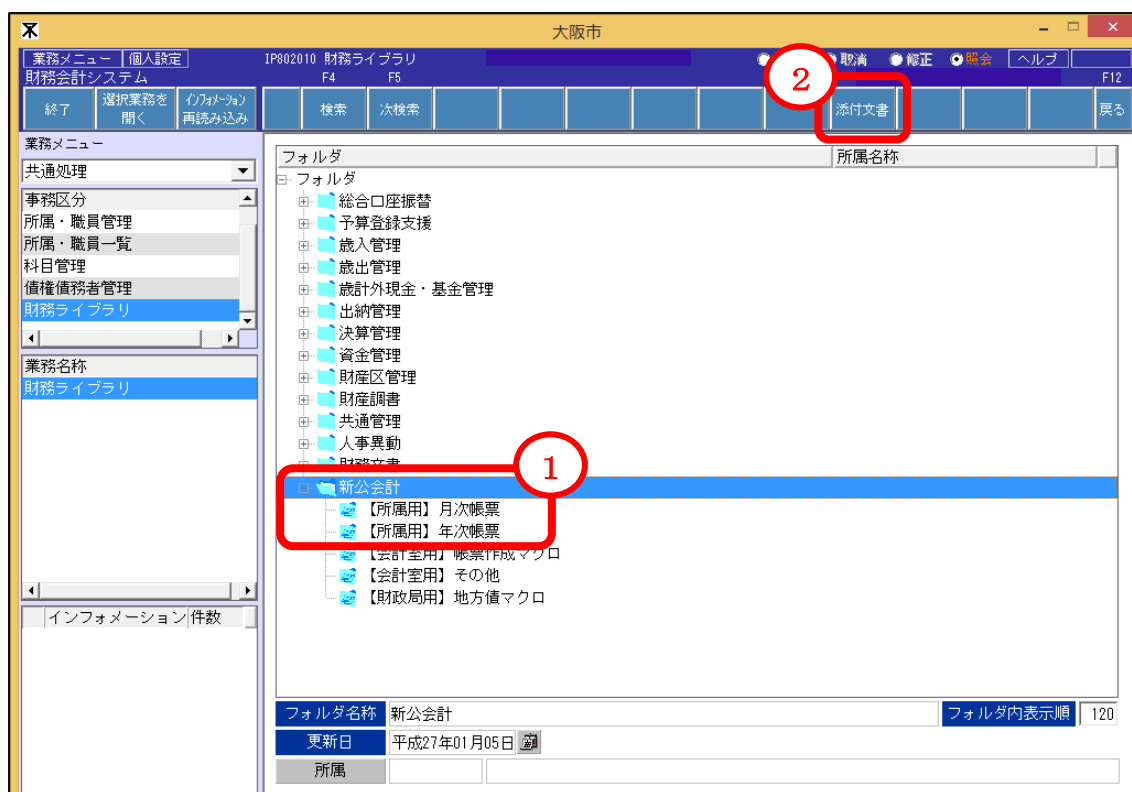 大阪市
業務メニュー 個人設定 IP802010 財務ライブラリ 取消 修正 照会 ヘルプ
財務会計システム F4 F5 F12
終了 選択業務を開く インフォメーション再読み込み 検索 次検索 添付文書 戻る
2
業務メニュー
共通処理
事務区分
所属・職員管理
所属・職員一覧
科目管理
債権債務者管理
財務ライブラリ
業務名称
財務ライブラリ
インフォメーション 件数
フォルダ 所属名称
フォルダ
総合口座振替
予算登録支援
歳入管理
歳出管理
歳計外現金・基金管理
出納管理
決算管理
資金管理
財産区管理
財産調書
共通管理
人事異動
財務文書
1
新公会計
【所属用】月次帳票
【所属用】年次帳票
【会計室用】帳票作成マクロ
【会計室用】その他
【財政局用】地方債マクロ
フォルダ名称 新公会計 フォルダ内表示順 120
更新日 平成27年01月05日
所属